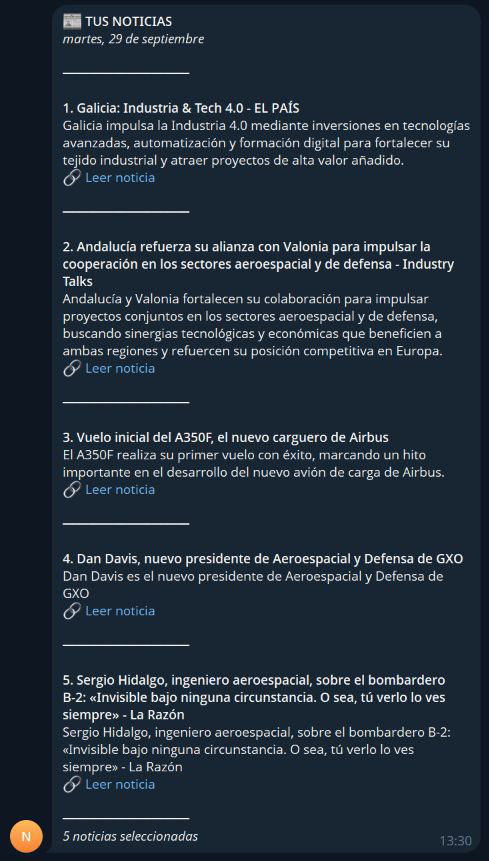 TUS NOTICIAS
martes, 29 de septiembre
1. Galicia: Industria & Tech 4.0 - EL PAÍS
Galicia impulsa la Industria 4.0 mediante inversiones en tecnologías
avanzadas, automatización y formación digital para fortalecer su
tejido industrial y atraer proyectos de alta valor añadido.
Leer noticia
2. Andalucía refuerza su alianza con Valonia para impulsar la
cooperación en los sectores aeroespacial y de defensa - Industry
Talks
Andalucía y Valonia fortalecen su colaboración para impulsar
proyectos conjuntos en los sectores aeroespacial y de defensa,
buscando sinergias tecnológicas y económicas que beneficien a
ambas regiones y refuercen su posición competitiva en Europa.
Leer noticia
3. Vuelo inicial del A350F, el nuevo carguero de Airbus
El A350F realiza su primer vuelo con éxito, marcando un hito
importante en el desarrollo del nuevo avión de carga de Airbus.
Leer noticia
4. Dan Davis, nuevo presidente de Aeroespacial y Defensa de GXO
Dan Davis es el nuevo presidente de Aeroespacial y Defensa de
GXO
Leer noticia
5. Sergio Hidalgo, ingeniero aeroespacial, sobre el bombardero
B-2: «Invisible bajo ninguna circunstancia. O sea, tú verlo lo ves
siempre» - La Razón
Sergio Hidalgo, ingeniero aeroespacial, sobre el bombardero B-2:
«Invisible bajo ninguna circunstancia. O sea, tú verlo lo ves
siempre» - La Razón
Leer noticia
5 noticias seleccionadas
N
13:30